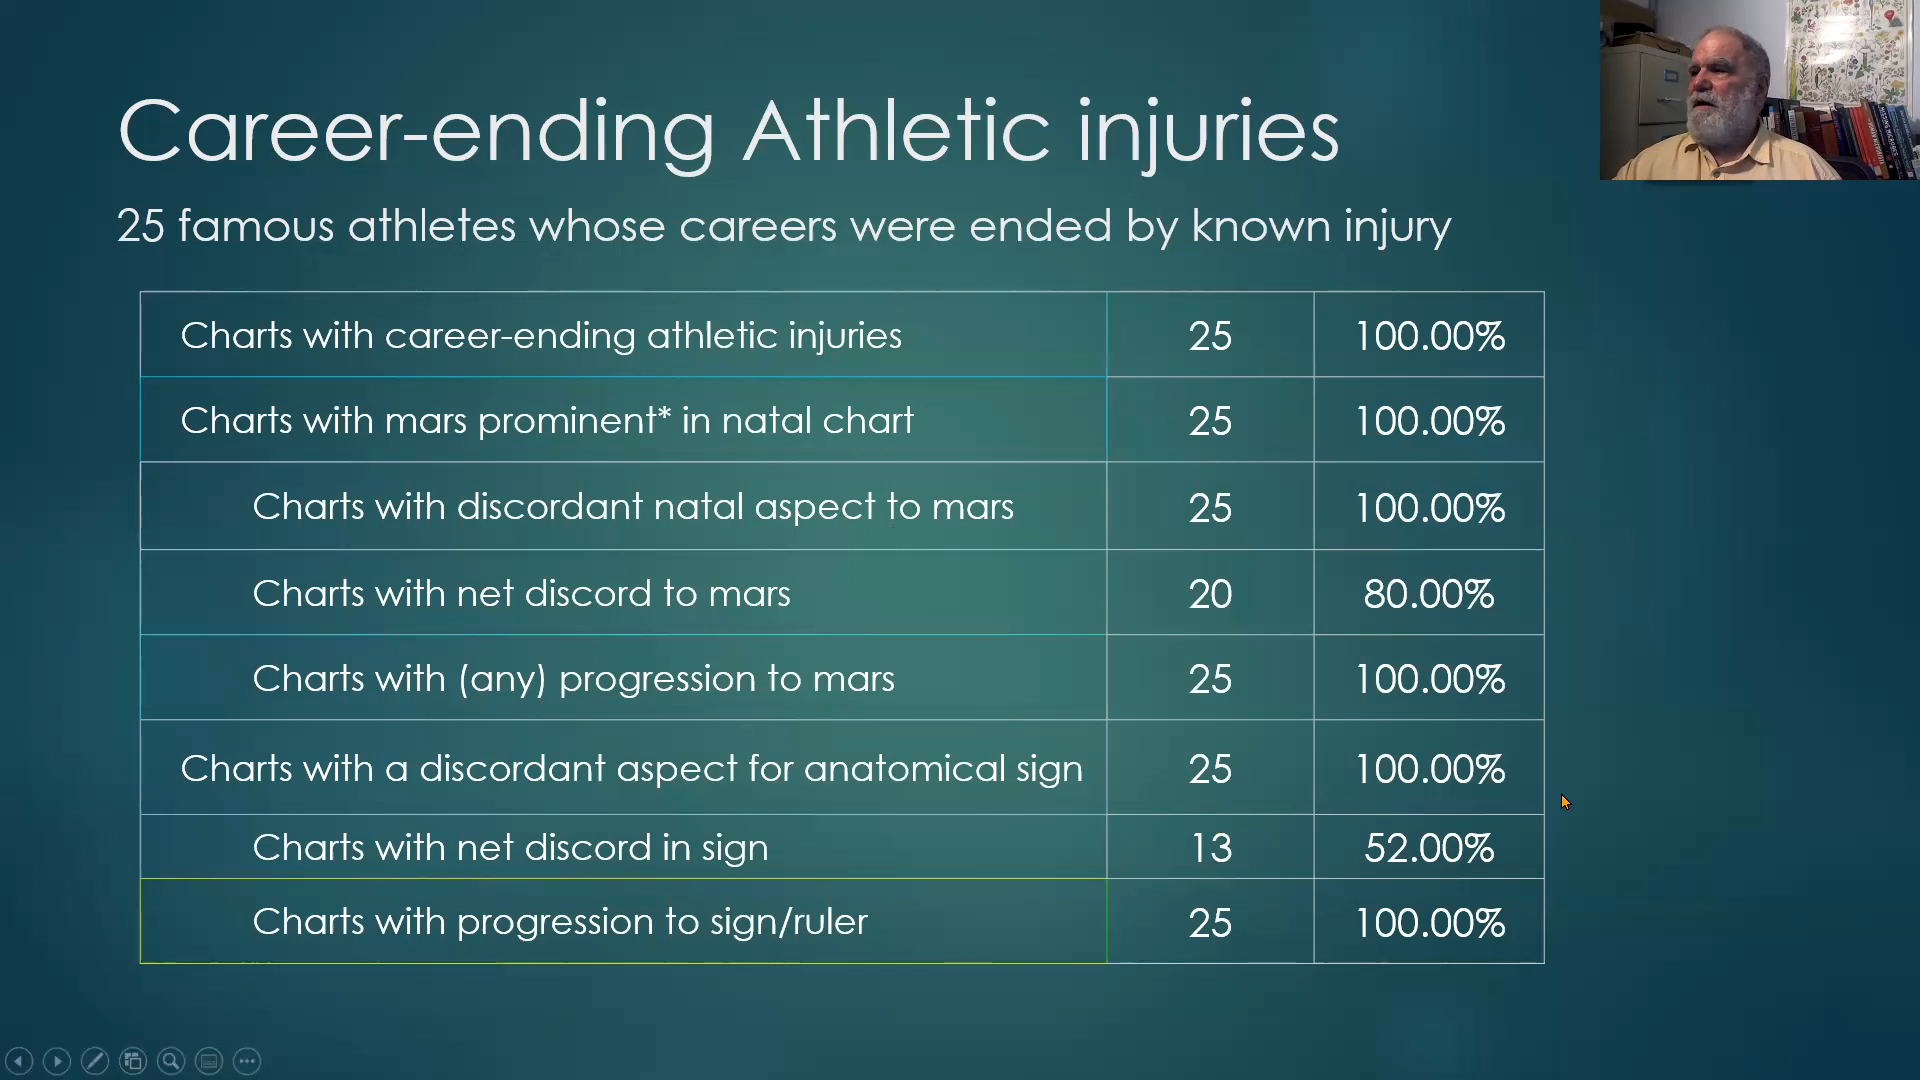 Career-ending Athletic injuries
25 famous athletes whose careers were ended by known injury
Charts with career-ending athletic injuries 25 100.00%
Charts with mars prominent* in natal chart 25 100.00%
Charts with discordant natal aspect to mars 25 100.00%
Charts with net discord to mars 20 80.00%
Charts with (any) progression to mars 25 100.00%
Charts with a discordant aspect for anatomical sign 25 100.00%
Charts with net discord in sign 13 52.00%
Charts with progression to sign/ruler 25 100.00%